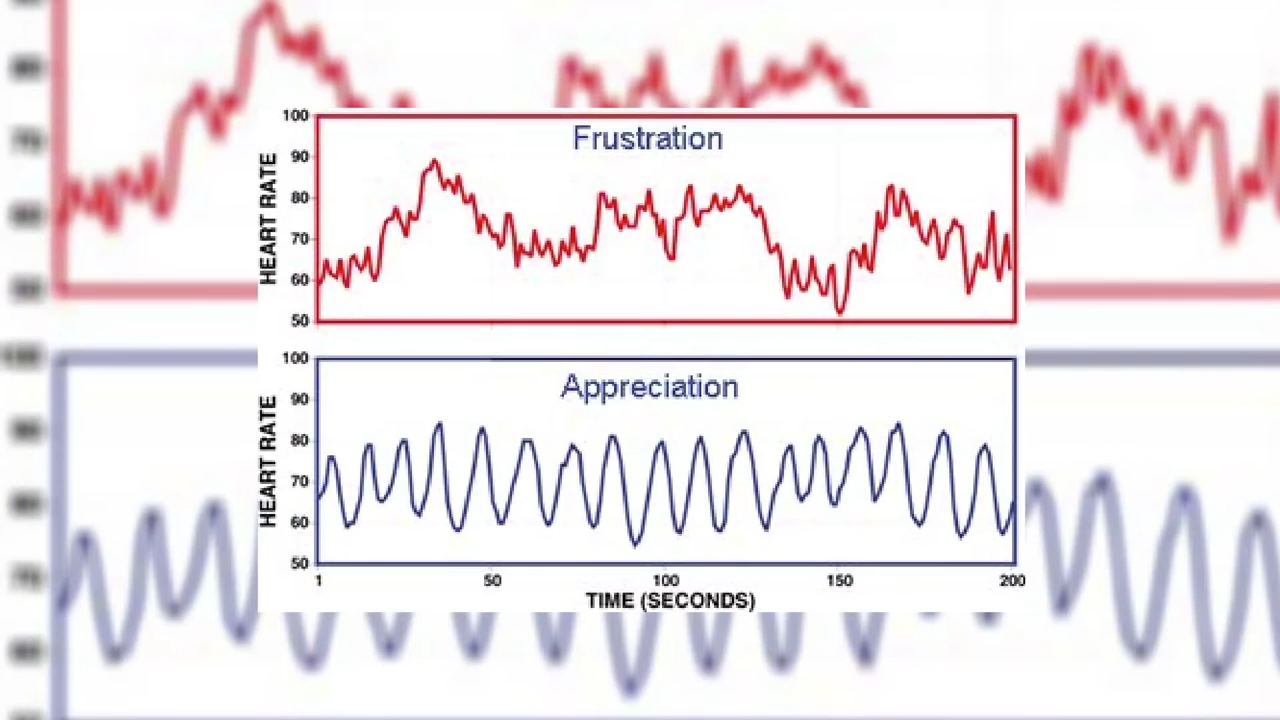 100
Frustration
90
HEART RATE
80
70
60
50
100
Appreciation
90
HEART RATE
80
70
60
50
1 50 100 150 200
TIME (SECONDS)